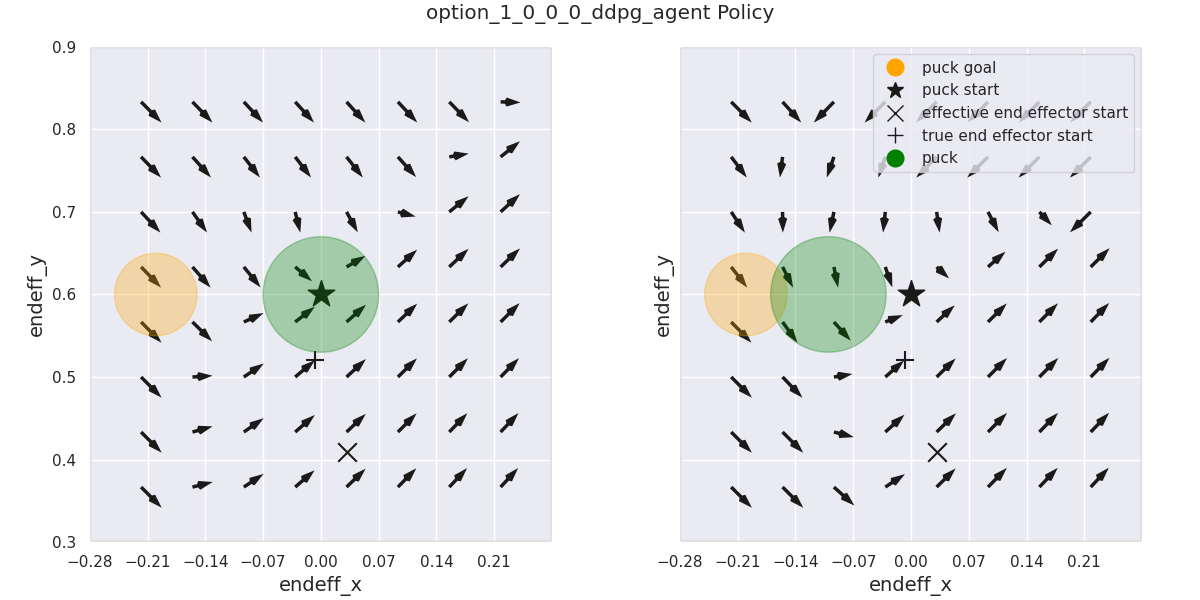 option_1_0_0_0_ddpg_agent Policy
endeff_y
0.9
0.8
0.7
0.6
0.5
0.4
0.3
−0.28 −0.21 −0.14 −0.07 0.00 0.07 0.14 0.21
endeff_x
endeff_y
puck goal
puck start
effective end effector start
true end effector start
puck
−0.28 −0.21 −0.14 −0.07 0.00 0.07 0.14 0.21
endeff_x